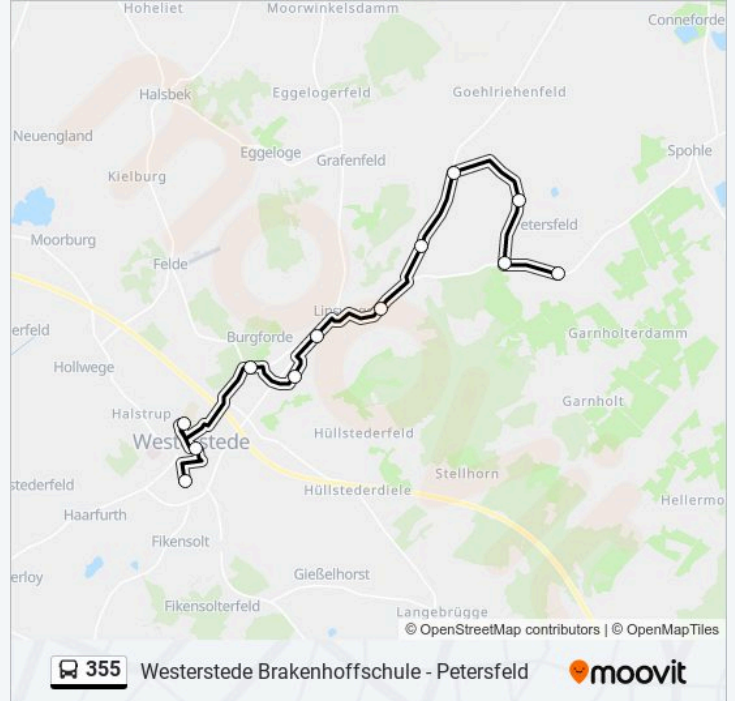 Hoheliet
Moorwinkelsdamm
Conneforde
Halsbek
Eggelogerfeld
Goehlriehenfeld
Neuengland
Eggeloge
Grafenfeld
Spohle
Kielburg
Moorburg
etersfeld
Felde
erfeld
Burgforde
Garnholterdamm
Hollwege
Halstrup
Garnholt
Westerstede
Hüllstederfeld
Stellhorn
stederfeld
Hüllstederdiele
Hellermo
Haarfurth
Fikensolt
erloy
Gießelhorst
Fikensolterfeld
Langebrügge
© OpenStreetMap contributors | © OpenMapTiles
355 Westerstede Brakenhoffschule - Petersfeld moovit